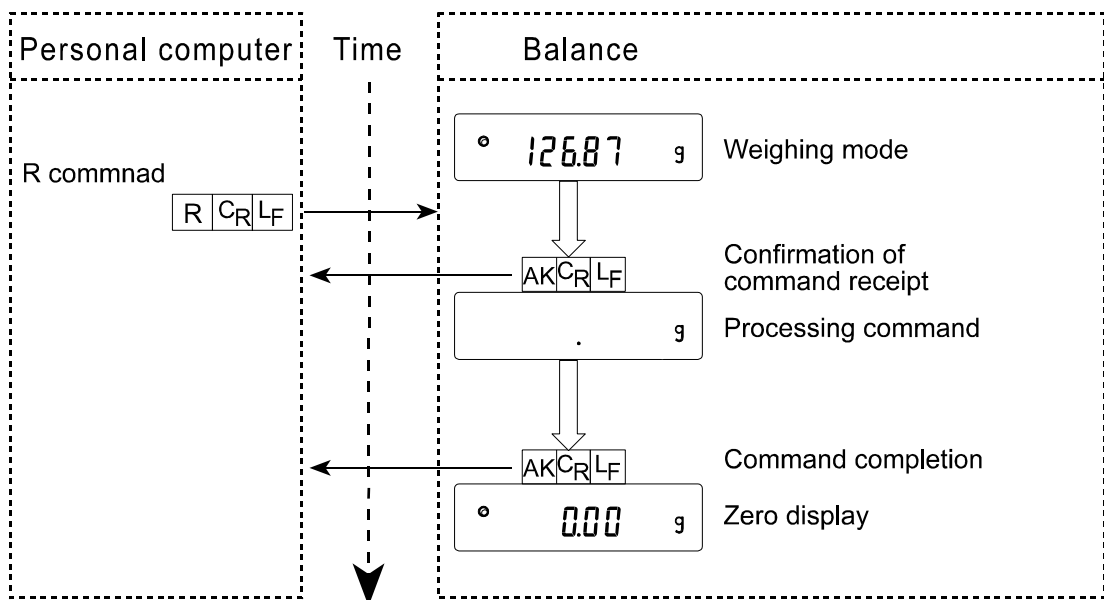 Personal computer
Time
Balance
126.87 g
Weighing mode
R commnad
R CR LF
AK CR LF
Confirmation of
command receipt
. g
Processing command
AK CR LF
Command completion
0.00 g
Zero display